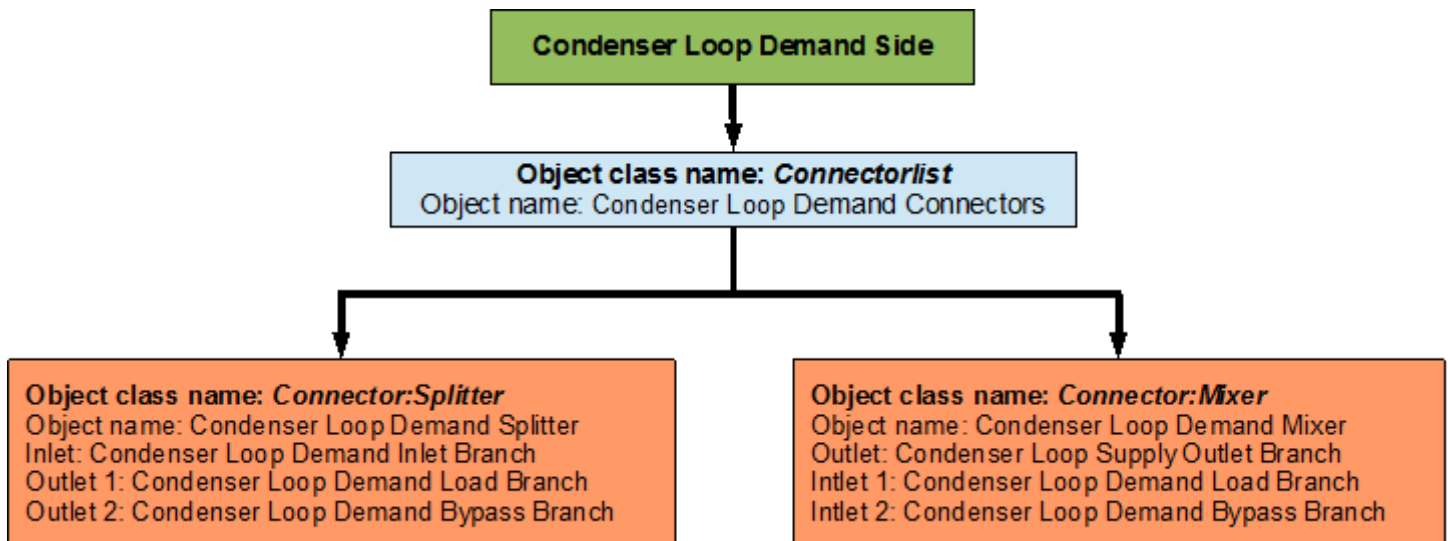 Condenser Loop Demand Side
Object class name: Connectorlist
Object name: Condenser Loop Demand Connectors
Object class name: Connector:Splitter
Object name: Condenser Loop Demand Splitter
Inlet: Condenser Loop Demand Inlet Branch
Outlet 1: Condenser Loop Demand Load Branch
Outlet 2: Condenser Loop Demand Bypass Branch
Object class name: Connector:Mixer
Object name: Condenser Loop Demand Mixer
Outlet: Condenser Loop Supply Outlet Branch
Intlet 1: Condenser Loop Demand Load Branch
Intlet 2: Condenser Loop Demand Bypass Branch